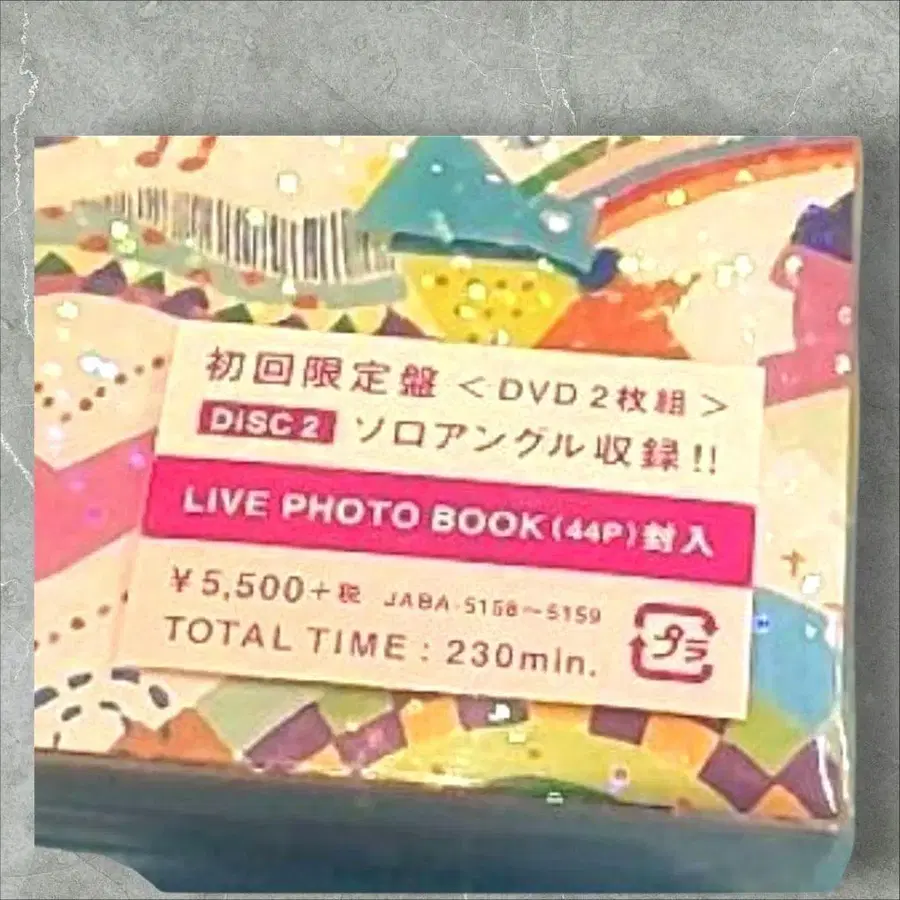 初回限定盤 <DVD 2枚組>
DISC 2 ソロアングル収録!!
LIVE PHOTO BOOK (44P) 封入
¥5,500+税 JABA-5158〜5159
プラ
TOTAL TIME : 230min.